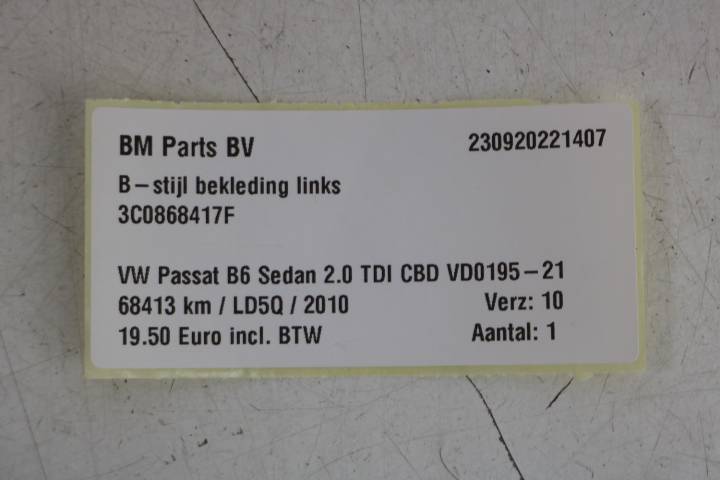 BM Parts BV 230920221407
B-stijl bekleding links
3C0868417F
VW Passat B6 Sedan 2.0 TDI CBD VD0195-21
68413 km / LD5Q / 2010 Verz: 10
19.50 Euro incl. BTW Aantal: 1